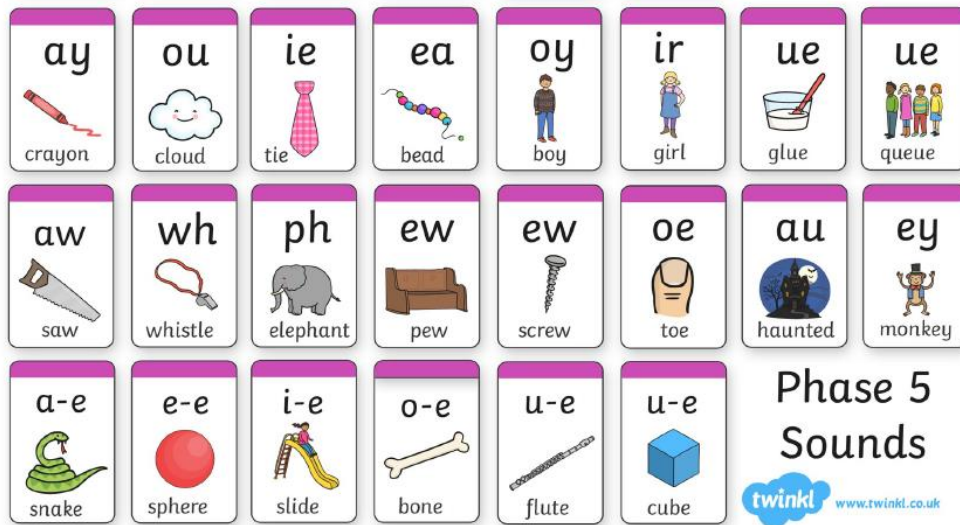 ay ou ie ea oy ir ue ue
crayon cloud tie bead boy girl glue queue
aw wh ph ew ew oe au ey
saw whistle elephant pew screw toe haunted monkey
a-e e-e i-e o-e u-e u-e
snake sphere slide bone flute cube
Phase 5
Sounds
twinkl www.twinkl.co.uk